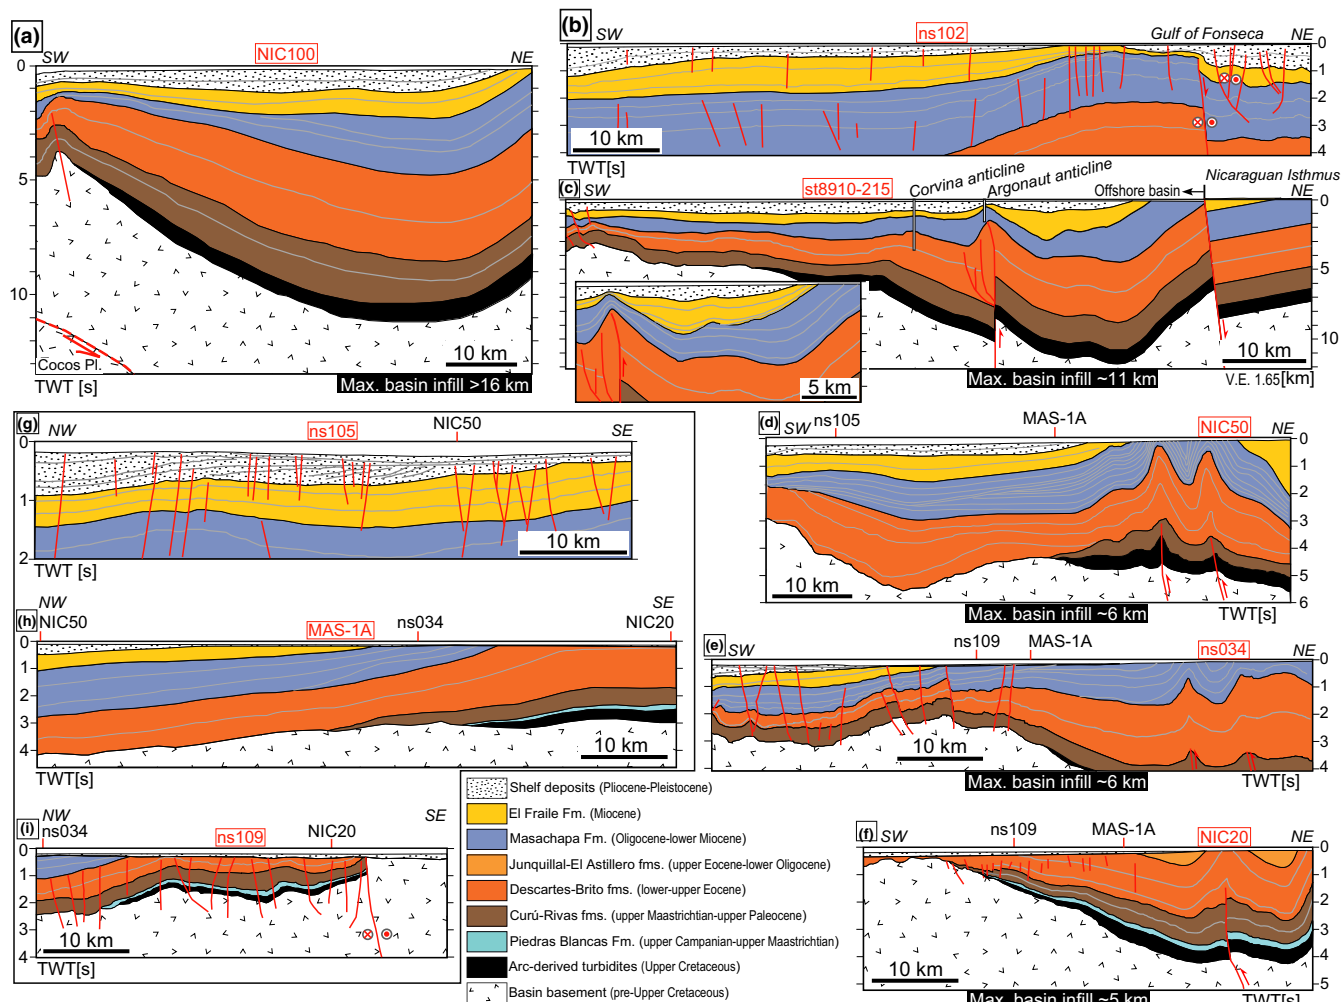 (a)
SW
NIC100
NE
0
5
10
Cocos Pl.
10 km
TWT [s]
Max. basin infill >16 km
(b)
ns102
Gulf of Fonseca
NE
0
1
2
3
4
10 km
TWT[s]
(c)
SW
st8910-215
Corvina anticline
Argonaut anticline
Offshore basin
Nicaraguan Isthmus
NE
0
5
10
5 km
10 km
Max. basin infill ~11 km
V.E. 1.65
[km]
(g)
NW
ns105
NIC50
SE
0
1
2
10 km
TWT [s]
(d)
SW
ns105
MAS-1A
NIC50
NE
0
1
2
3
4
5
6
10 km
Max. basin infill ~6 km
TWT[s]
(h)
NW
NIC50
MAS-1A
ns034
SE
NIC20
0
1
2
3
4
10 km
TWT[s]
(e)
SW
ns109
MAS-1A
ns034
NE
0
1
2
3
4
10 km
Max. basin infill ~6 km
TWT[s]
(i)
NW
ns034
ns109
NIC20
SE
0
1
2
3
4
10 km
TWT[s]
Shelf deposits (Pliocene-Pleistocene)
El Fraile Fm. (Miocene)
Masachapa Fm. (Oligocene-lower Miocene)
Junquillal-El Astillero fms. (upper Eocene-lower Oligocene)
Descartes-Brito fms. (lower-upper Eocene)
Curú-Rivas fms. (upper Maastrichtian-upper Paleocene)
Piedras Blancas Fm. (upper Campanian-upper Maastrichtian)
Arc-derived turbidites (Upper Cretaceous)
Basin basement (pre-Upper Cretaceous)
(f)
SW
ns109
MAS-1A
NIC20
NE
0
1
2
3
4
5
10 km
Max. basin infill ~5 km
TWT[s]